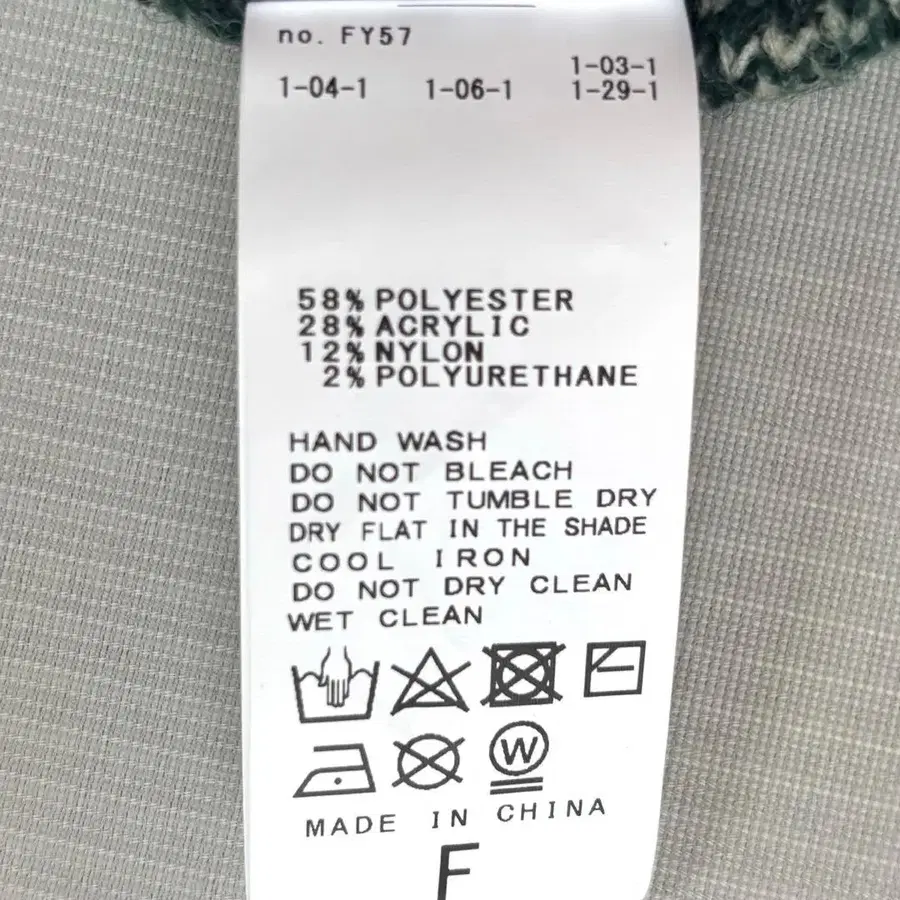 no. FY57
1-03-1
1-04-1 1-06-1 1-29-1
58% POLYESTER
28% ACRYLIC
12% NYLON
2% POLYURETHANE
HAND WASH
DO NOT BLEACH
DO NOT TUMBLE DRY
DRY FLAT IN THE SHADE
COOL IRON
DO NOT DRY CLEAN
WET CLEAN
W
MADE IN CHINA
F